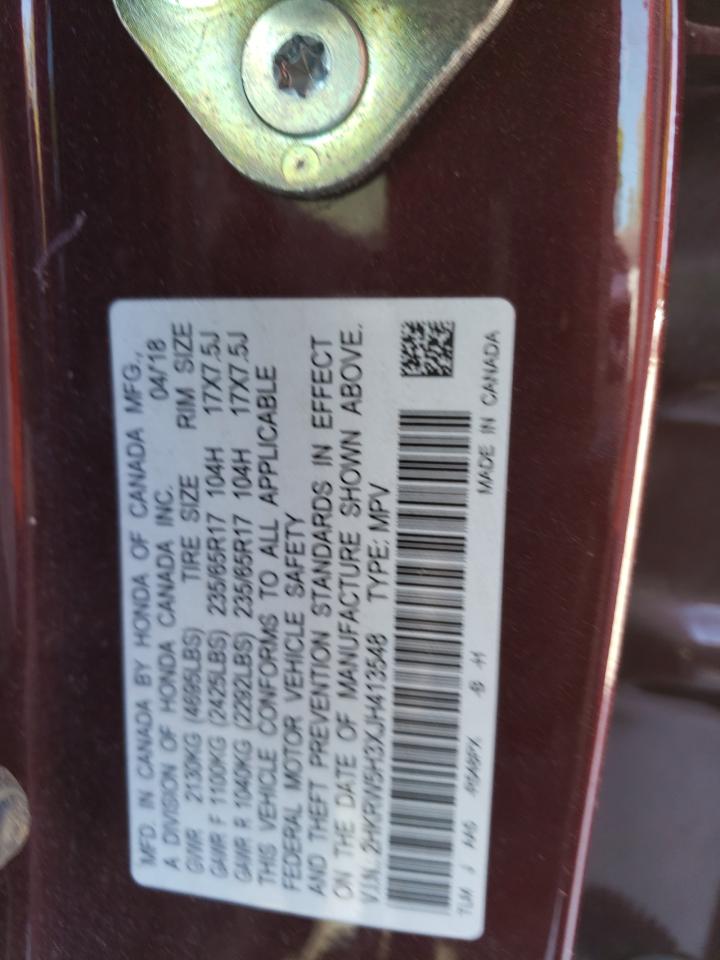 MFD. IN CANADA BY HONDA OF CANADA MFG.,
A DIVISION OF HONDA CANADA INC. 04/18
GVWR 2130KG (4695LBS) TIRE SIZE RIM SIZE
GAWR F 1100KG (2425LBS) 235/65R17 104H 17X7.5J
GAWR R 1040KG (2292LBS) 235/65R17 104H 17X7.5J
THIS VEHICLE CONFORMS TO ALL APPLICABLE
FEDERAL MOTOR VEHICLE SAFETY
AND THEFT PREVENTION STANDARDS IN EFFECT
ON THE DATE OF MANUFACTURE SHOWN ABOVE.
V.I.N.: 2HKRW5H3XJH413548 TYPE: MPV
TLM J AAG -B -H MADE IN CANADA